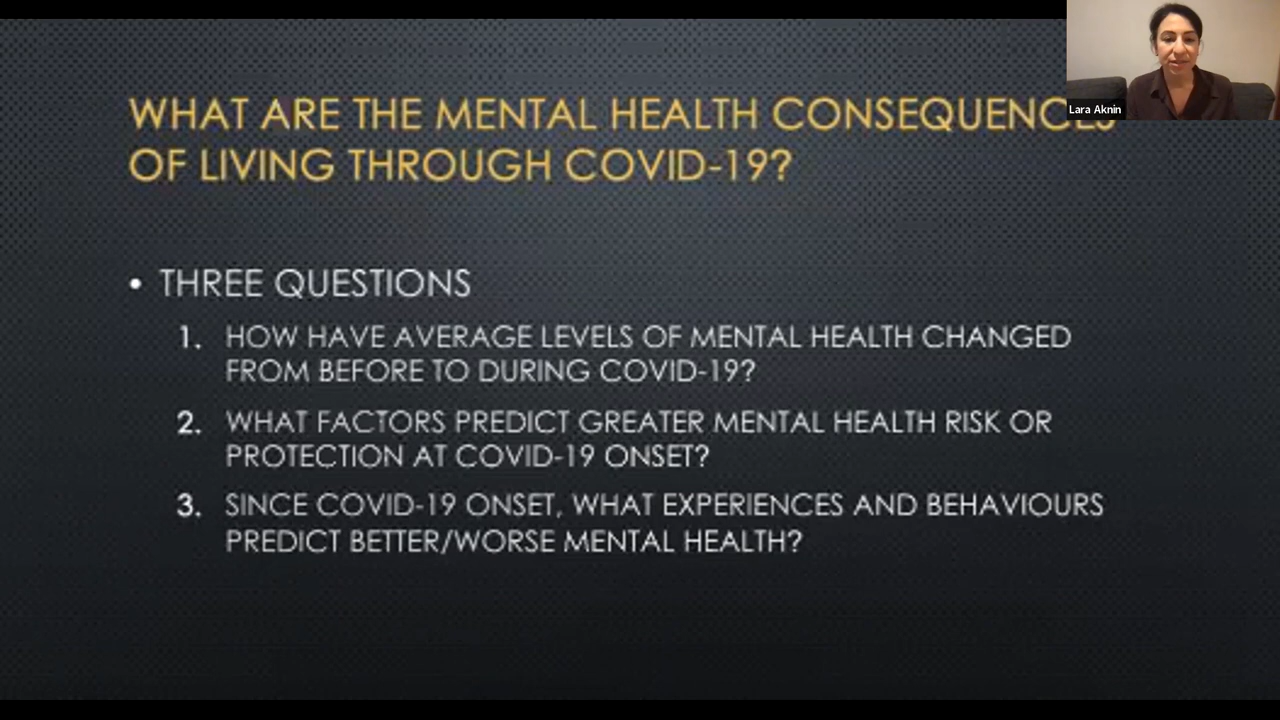 WHAT ARE THE MENTAL HEALTH CONSEQUENCES
OF LIVING THROUGH COVID-19?
Lara Aknin
• THREE QUESTIONS
1. HOW HAVE AVERAGE LEVELS OF MENTAL HEALTH CHANGED
FROM BEFORE TO DURING COVID-19?
2. WHAT FACTORS PREDICT GREATER MENTAL HEALTH RISK OR
PROTECTION AT COVID-19 ONSET?
3. SINCE COVID-19 ONSET, WHAT EXPERIENCES AND BEHAVIOURS
PREDICT BETTER/WORSE MENTAL HEALTH?